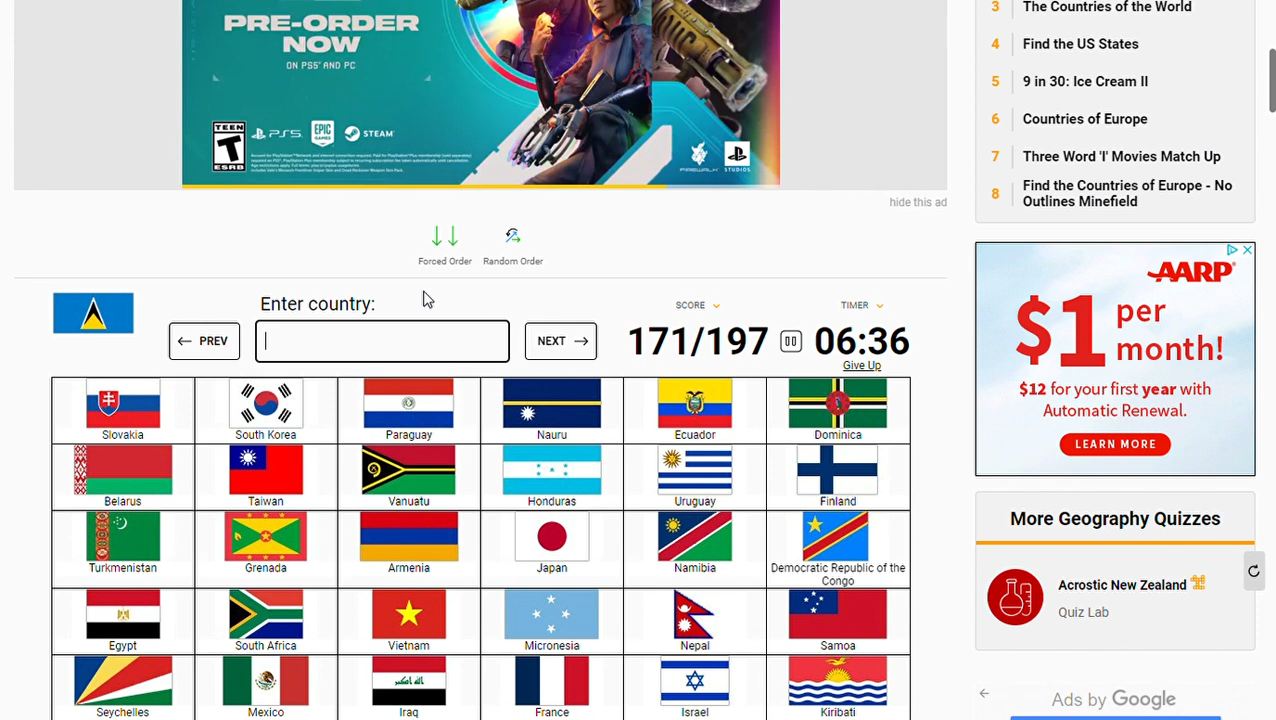 PRE-ORDER
NOW
ON PS5 AND PC
TEEN
T
ESRB
PS5
EPIC
GAMES
STEAM
FIREWALK
PlayStation
STUDIOS
hide this ad
Forced Order
Random Order
Enter country:
PREV
NEXT
SCORE
171/197
TIMER
06:36
Give Up
Slovakia
South Korea
Paraguay
Nauru
Ecuador
Dominica
Belarus
Taiwan
Vanuatu
Honduras
Uruguay
Finland
Turkmenistan
Grenada
Armenia
Japan
Namibia
Democratic Republic of the
Congo
Egypt
South Africa
Vietnam
Micronesia
Nepal
Samoa
Seychelles
Mexico
Iraq
France
Israel
Kiribati
3 The Countries of the World
4 Find the US States
5 9 in 30: Ice Cream II
6 Countries of Europe
7 Three Word 'I' Movies Match Up
8 Find the Countries of Europe - No
Outlines Minefield
AARP
$1 per
month!
$12 for your first year with
Automatic Renewal.
LEARN MORE
More Geography Quizzes
Acrostic New Zealand
Quiz Lab
Ads by Google